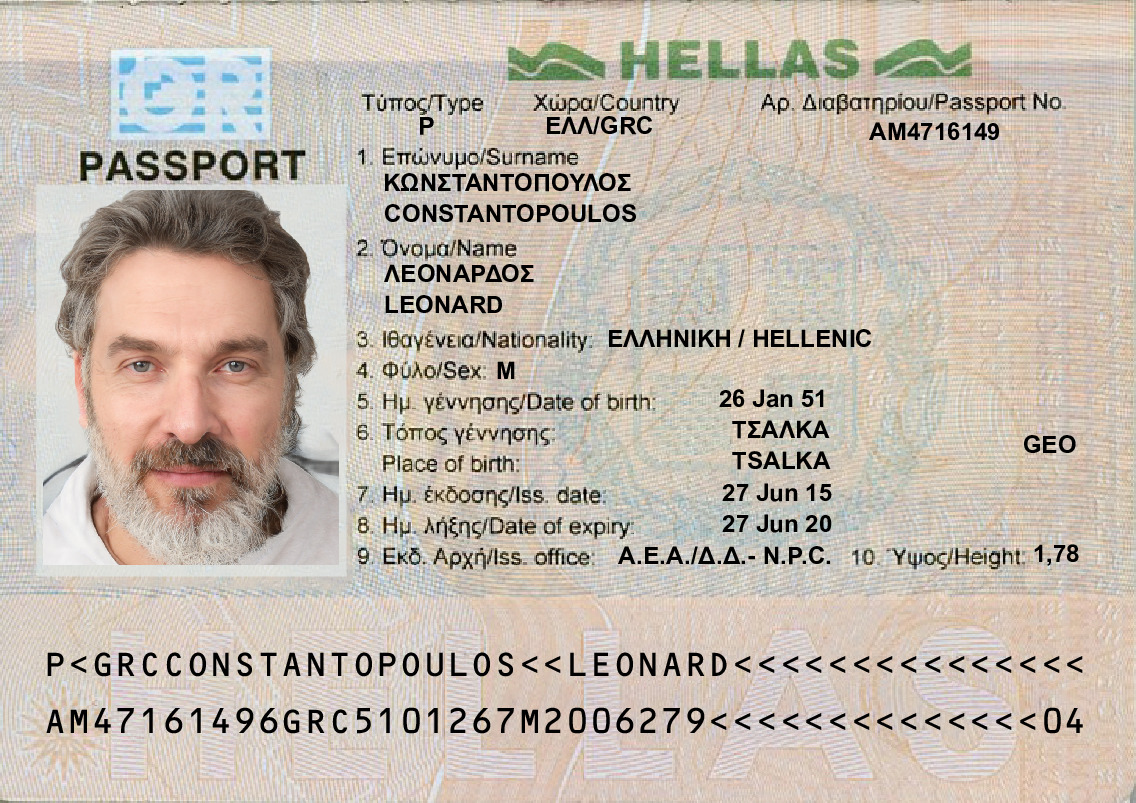 GR
HELLAS
PASSPORT
Τύπος/Type Χώρα/Country Αρ. Διαβατηρίου/Passport No.
P ΕΛΛ/GRC AM4716149
1. Επώνυμο/Surname
ΚΩΝΣΤΑΝΤΟΠΟΥΛΟΣ
CONSTANTOPOULOS
2. Όνομα/Name
ΛΕΟΝΑΡΔΟΣ
LEONARD
3. Ιθαγένεια/Nationality: ΕΛΛΗΝΙΚΗ / HELLENIC
4. Φύλο/Sex: M
5. Ημ. γέννησης/Date of birth: 26 Jan 51
6. Τόπος γέννησης: ΤΣΑΛΚΑ
Place of birth: TSALKA GEO
7. Ημ. έκδοσης/Iss. date: 27 Jun 15
8. Ημ. λήξης/Date of expiry: 27 Jun 20
9 Εκδ. Αρχή/Iss. office: Α.Ε.Α./Δ.Δ.- N.P.C. 10. Ύψος/Height: 1,78
HELLAS
P<GRCCONSTANTOPOULOS<<LEONARD<<<<<<<<<<<<<<<
AM47161496GRC5101267M2006279<<<<<<<<<<<<<<04